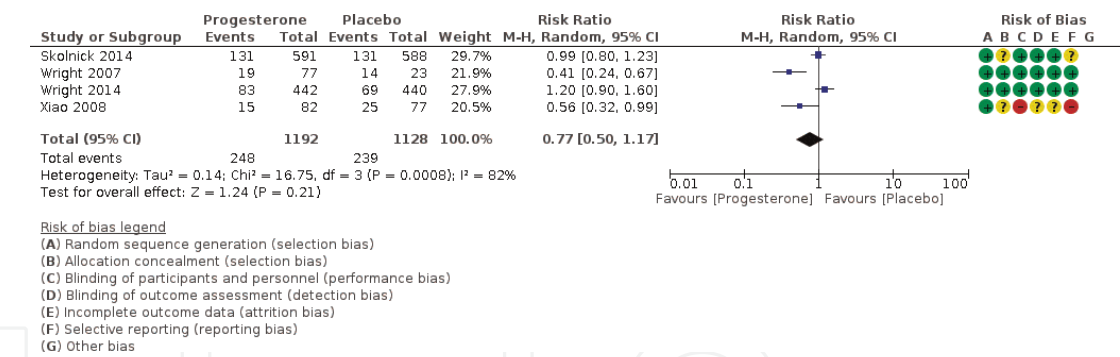 Progesterone Placebo Risk Ratio Risk Ratio Risk of Bias
Study or Subgroup Events Total Events Total Weight M-H, Random, 95% CI M-H, Random, 95% CI A B C D E F G
Skolnick 2014 131 591 131 588 29.7% 0.99 [0.80, 1.23] + ? + + + ?
Wright 2007 19 77 14 23 21.9% 0.41 [0.24, 0.67] + + + + + +
Wright 2014 83 442 69 440 27.9% 1.20 [0.90, 1.60] + + + + + +
Xiao 2008 15 82 25 77 20.5% 0.56 [0.32, 0.99] + ? − ? ? −
Total (95% CI) 1192 1128 100.0% 0.77 [0.50, 1.17]
Total events 248 239
Heterogeneity: Tau² = 0.14; Chi² = 16.75, df = 3 (P = 0.0008); I² = 82%
Test for overall effect: Z = 1.24 (P = 0.21)
0.01 0.1 1 10 100
Favours [Progesterone] Favours [Placebo]
Risk of bias legend
(A) Random sequence generation (selection bias)
(B) Allocation concealment (selection bias)
(C) Blinding of participants and personnel (performance bias)
(D) Blinding of outcome assessment (detection bias)
(E) Incomplete outcome data (attrition bias)
(F) Selective reporting (reporting bias)
(G) Other bias